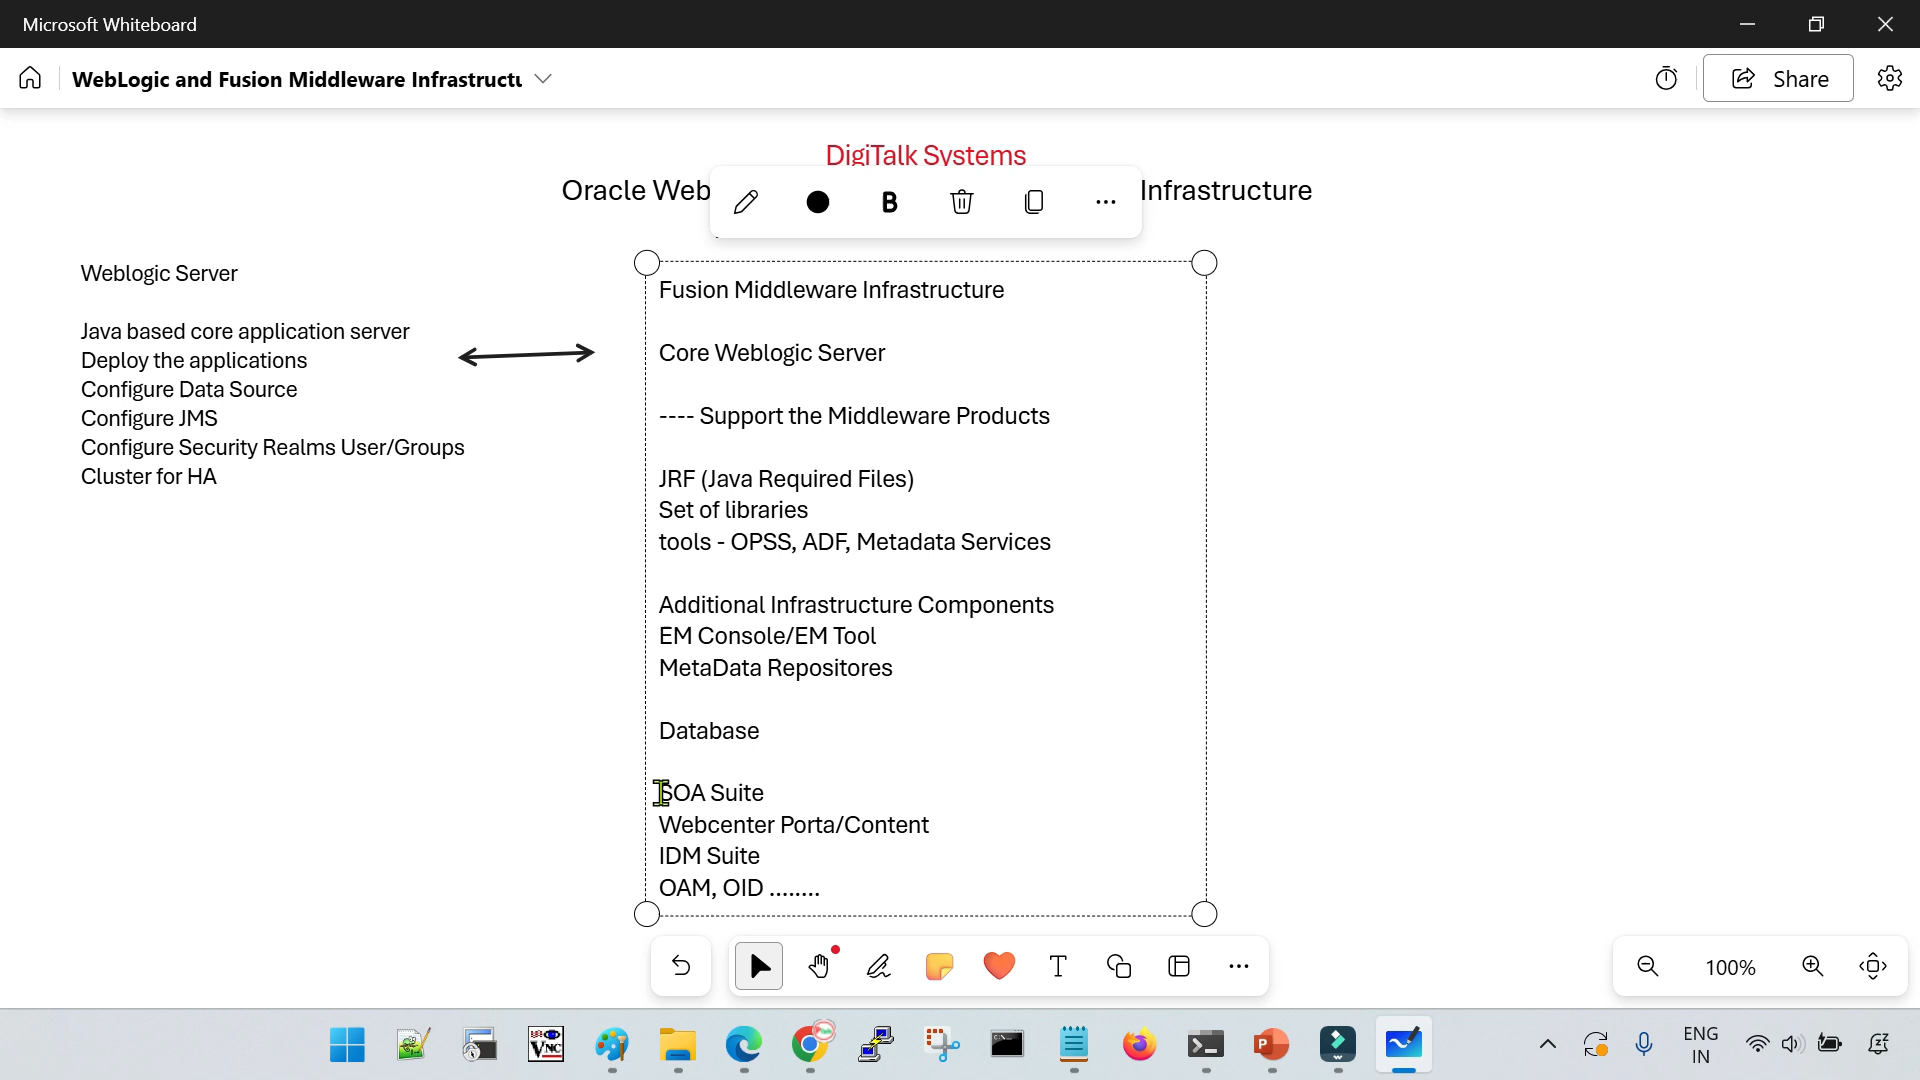 Microsoft Whiteboard
WebLogic and Fusion Middleware Infrastructu
Share
DigiTalk Systems
Oracle Web Infrastructure
Weblogic Server
Java based core application server
Deploy the applications
Configure Data Source
Configure JMS
Configure Security Realms User/Groups
Cluster for HA
B
Fusion Middleware Infrastructure
Core Weblogic Server
---- Support the Middleware Products
JRF (Java Required Files)
Set of libraries
tools - OPSS, ADF, Metadata Services
Additional Infrastructure Components
EM Console/EM Tool
MetaData Repositores
Database
SOA Suite
Webcenter Porta/Content
IDM Suite
OAM, OID ........
T
100%
VNC
P
ENG
IN